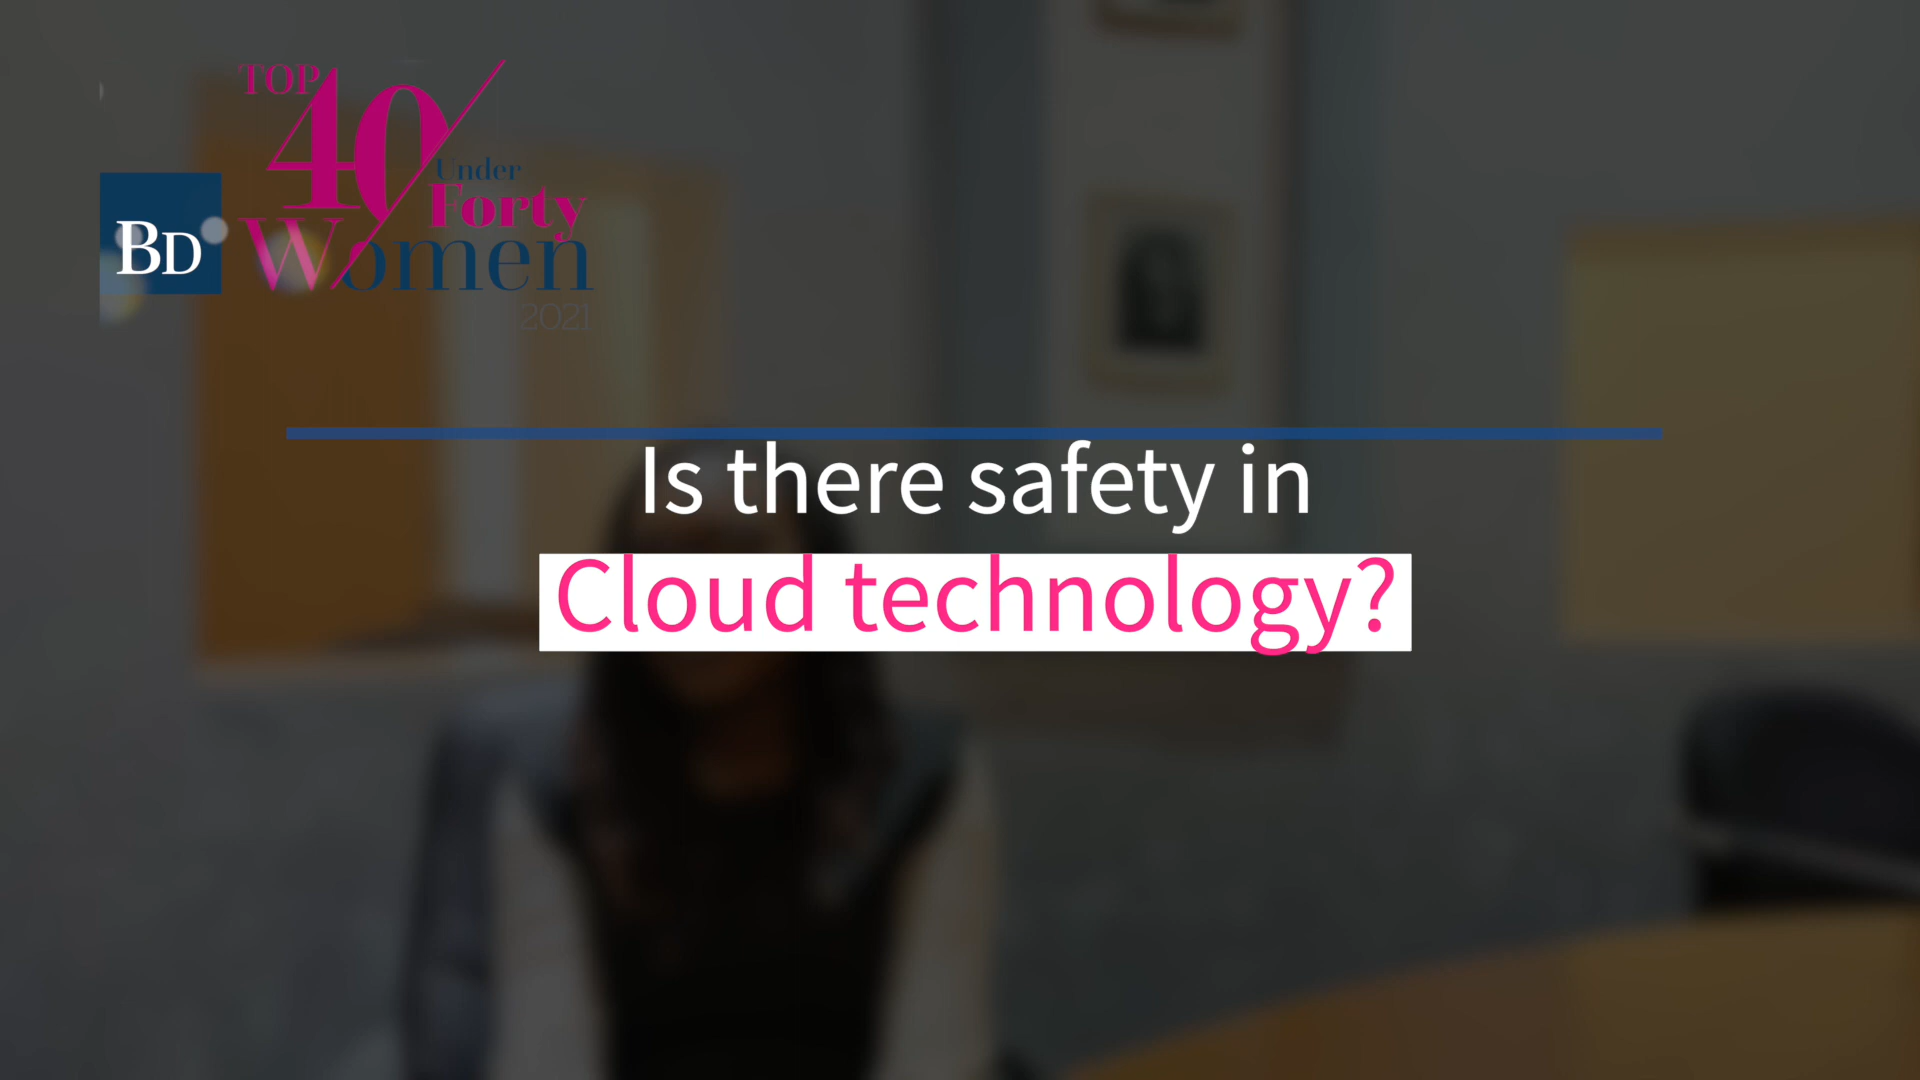 TOP
40
Under
Forty
Women
2021
BD
Is there safety in
Cloud technology?